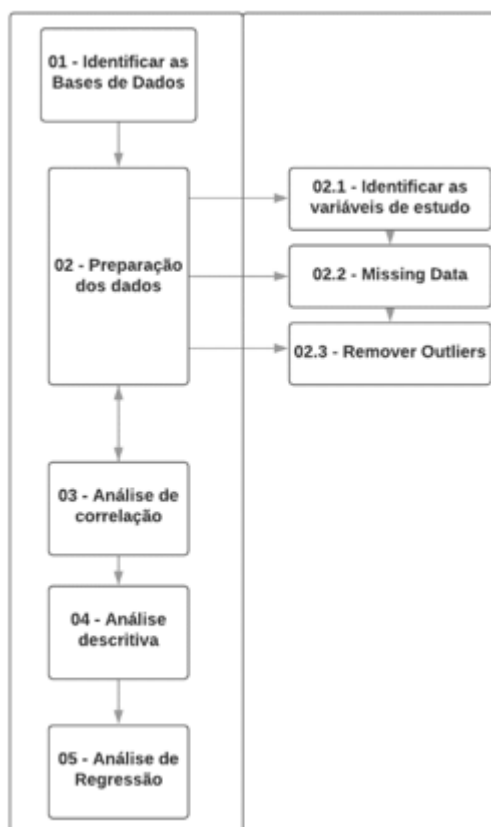 01 - Identificar as
Bases de Dados
02 - Preparação
dos dados
02.1 - Identificar as
variáveis de estudo
02.2 - Missing Data
02.3 - Remover Outliers
03 - Análise de
correlação
04 - Análise
descritiva
05 - Análise de
Regressão